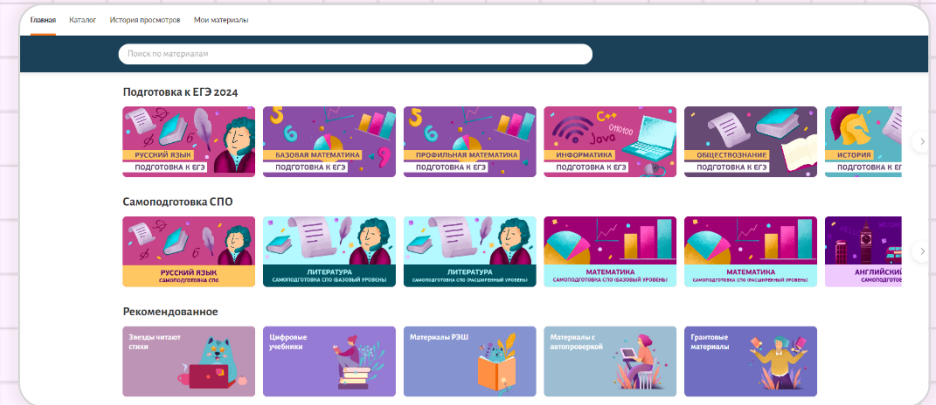 Главная Каталог История просмотров Мои материалы
Поиск по материалам
Подготовка к ЕГЭ 2024
РУССКИЙ ЯЗЫК
ПОДГОТОВКА К ЕГЭ
БАЗОВАЯ МАТЕМАТИКА
ПОДГОТОВКА К ЕГЭ
ПРОФИЛЬНАЯ МАТЕМАТИКА
ПОДГОТОВКА К ЕГЭ
C++
Java
010100
ИНФОРМАТИКА
ПОДГОТОВКА К ЕГЭ
ОБЩЕСТВОЗНАНИЕ
ПОДГОТОВКА К ЕГЭ
ИСТОРИЯ
ПОДГОТОВКА К ЕГЭ
Самоподготовка СПО
РУССКИЙ ЯЗЫК
САМОПОДГОТОВКА СПО
ЛИТЕРАТУРА
САМОПОДГОТОВКА СПО (БАЗОВЫЙ УРОВЕНЬ)
ЛИТЕРАТУРА
САМОПОДГОТОВКА СПО (РАСШИРЕННЫЙ УРОВЕНЬ)
МАТЕМАТИКА
САМОПОДГОТОВКА СПО (БАЗОВЫЙ УРОВЕНЬ)
МАТЕМАТИКА
САМОПОДГОТОВКА СПО (РАСШИРЕННЫЙ УРОВЕНЬ)
АНГЛИЙСКИЙ
САМОПОДГОТОВ
Рекомендованное
Звезды читают
стихи
Цифровые
учебники
Материалы РЭШ
Материалы с
автопроверкой
Грантовые
материалы